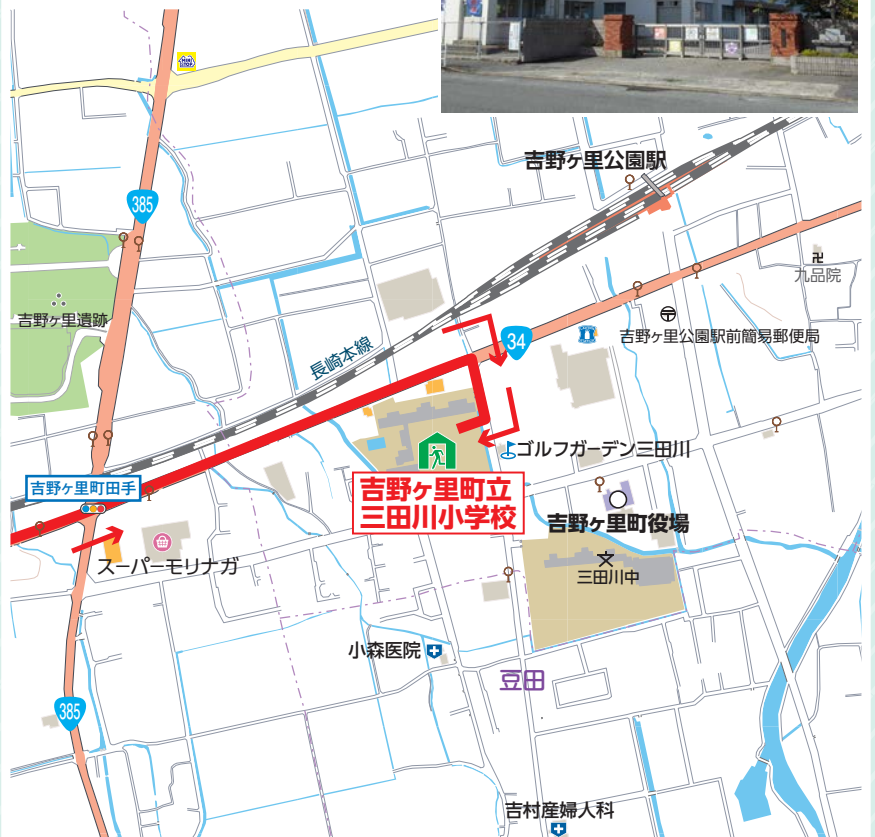 吉野ヶ里公園駅
385
九品院
吉野ヶ里遺跡
吉野ヶ里公園駅前簡易郵便局
34
長崎本線
ゴルフガーデン三田川
吉野ヶ里町立
三田川小学校
吉野ヶ里町田手
吉野ヶ里町役場
スーパーモリナガ
文
三田川中
小森医院
豆田
385
吉村産婦人科